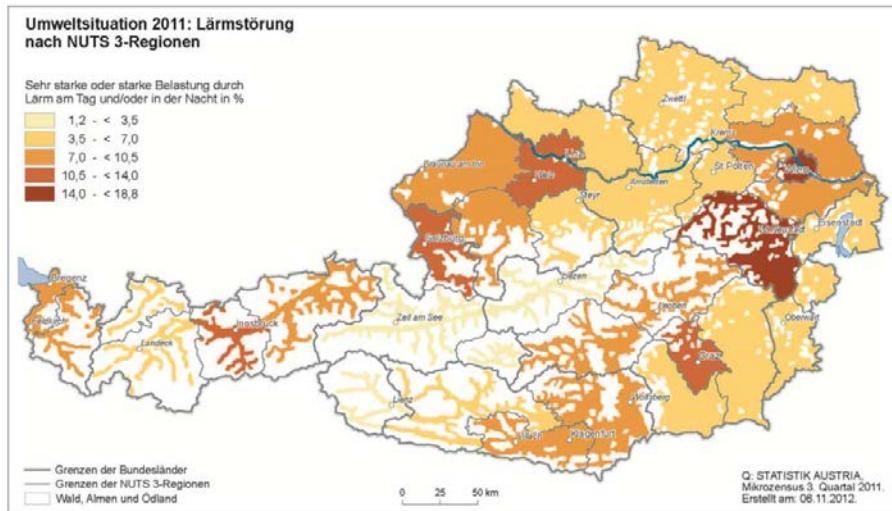 Umweltsituation 2011: Lärmstörung
nach NUTS 3-Regionen
Sehr starke oder starke Belastung durch
Lärm am Tag und/oder in der Nacht in %
1,2 - < 3,5
3,5 - < 7,0
7,0 - < 10,5
10,5 - < 14,0
14,0 - < 18,8
Zwettl
Krems
Braunau am Inn
Linz
Wels
St.Pölten
Wien
Amstetten
Steyr
Eisenstadt
Salzburg
Bregenz
Liezen
Feldkirch
Innsbruck
Leoben
Zell am See
Oberwart
Landeck
Graz
Wolfsberg
Lienz
Villach
Klagenfurt
Grenzen der Bundesländer
Grenzen der NUTS 3-Regionen
Wald, Almen und Ödland
0 25 50 km
Q: STATISTIK AUSTRIA,
Mikrozensus 3. Quartal 2011.
Erstellt am: 06.11.2012.